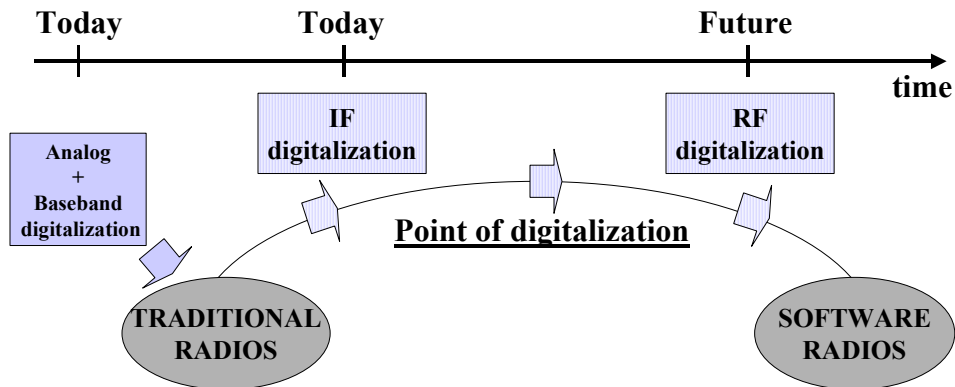 Today
Today
Future
time
IF
digitalization
RF
digitalization
Analog
+
Baseband
digitalization
Point of digitalization
TRADITIONAL
RADIOS
SOFTWARE
RADIOS